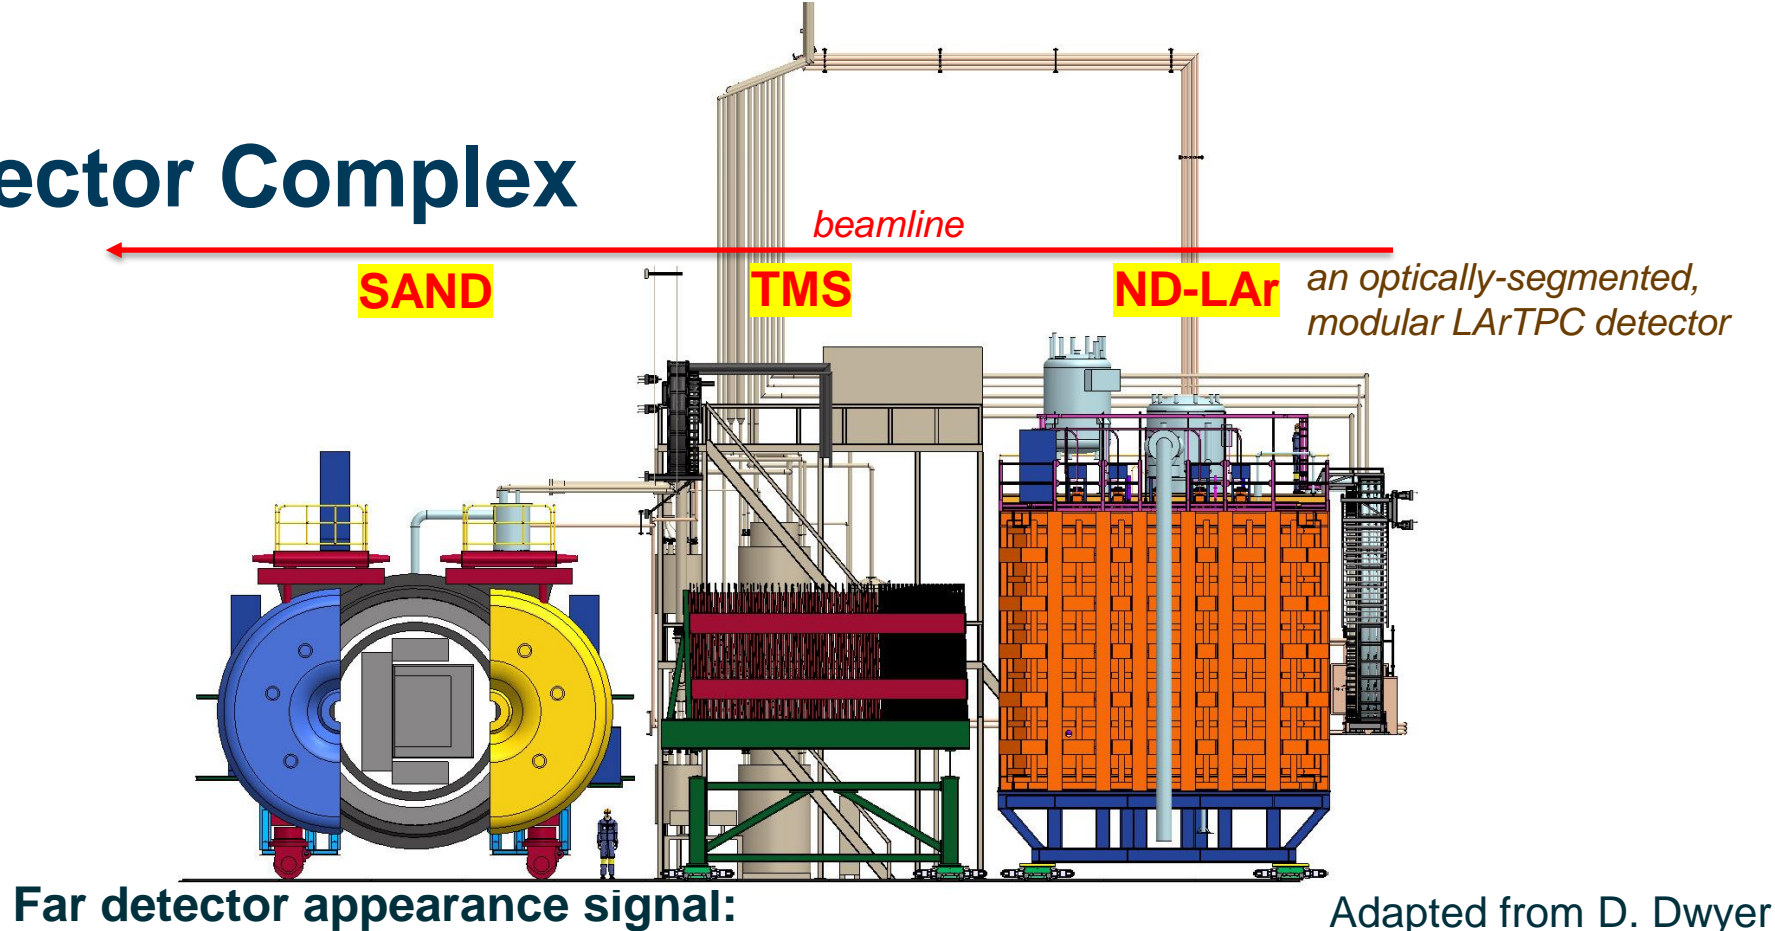 ector Complex
beamline
SAND
TMS
ND-LAr
an optically-segmented,
modular LArTPC detector
Far detector appearance signal:
Adapted from D. Dwyer